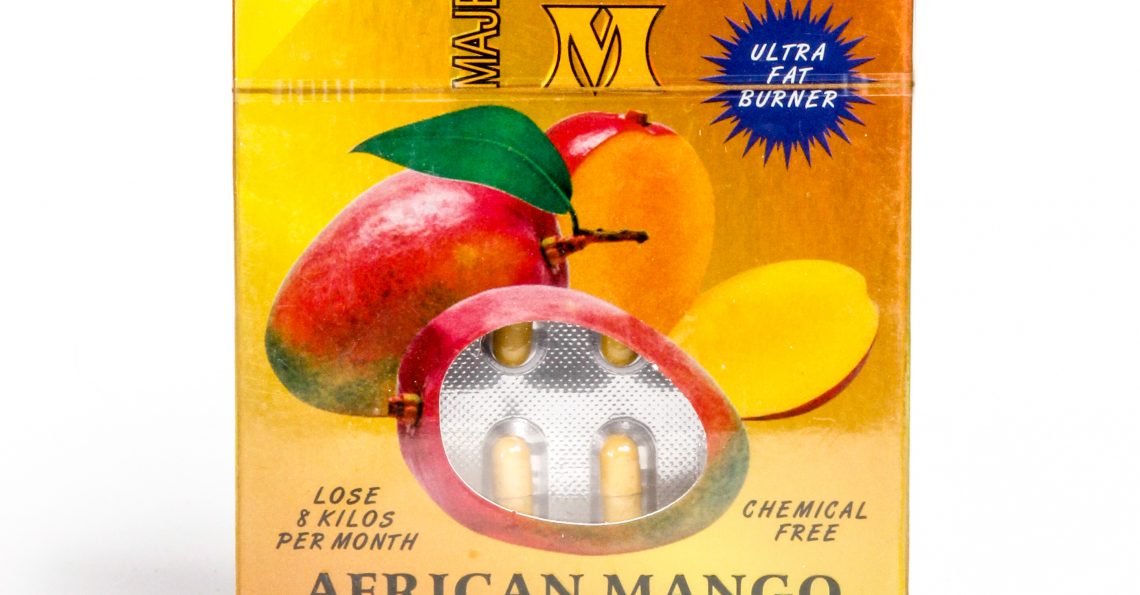 MAJE
M
ULTRA
FAT
BURNER
LOSE
8 KILOS
PER MONTH
CHEMICAL
FREE
AFRICAN MANGO